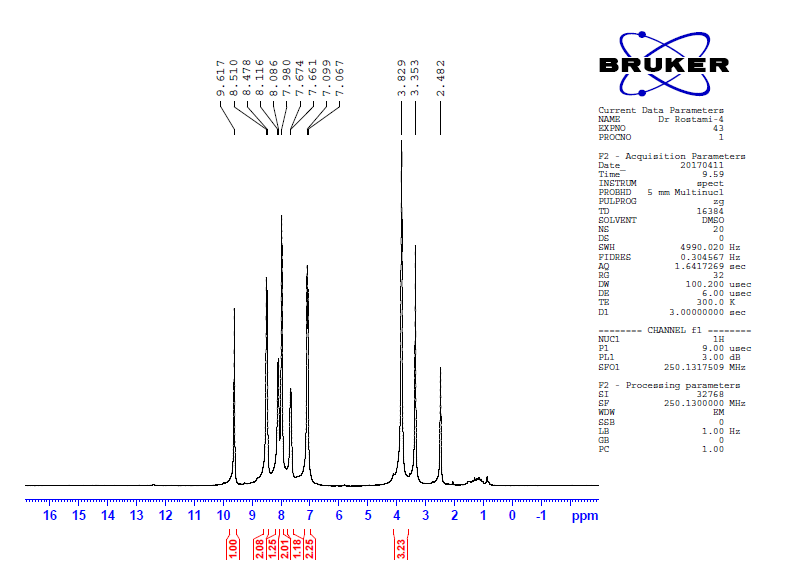 9.617
8.510
8.478
8.116
8.086
7.980
7.674
7.661
7.099
7.067
3.829
3.353
2.482
BRUKER
Current Data Parameters
NAME Dr Rostami-4
EXPNO 43
PROCNO 1
F2 - Acquisition Parameters
Date_ 20170411
Time 9.59
INSTRUM spect
PROBHD 5 mm Multinucl
PULPROG zg
TD 16384
SOLVENT DMSO
NS 20
DS 0
SWH 4990.020 Hz
FIDRES 0.304567 Hz
AQ 1.6417269 sec
RG 32
DW 100.200 usec
DE 6.00 usec
TE 300.0 K
D1 3.00000000 sec
-------- CHANNEL f1 --------
NUC1 1H
P1 9.00 usec
PL1 3.00 dB
SFO1 250.1317509 MHz
F2 - Processing parameters
SI 32768
SF 250.1300000 MHz
WDW EM
SSB 0
LB 1.00 Hz
GB 0
PC 1.00
16 15 14 13 12 11 10 9 8 7 6 5 4 3 2 1 0 -1 ppm
1.00
2.08
1.25
2.01
1.18
2.25
3.23